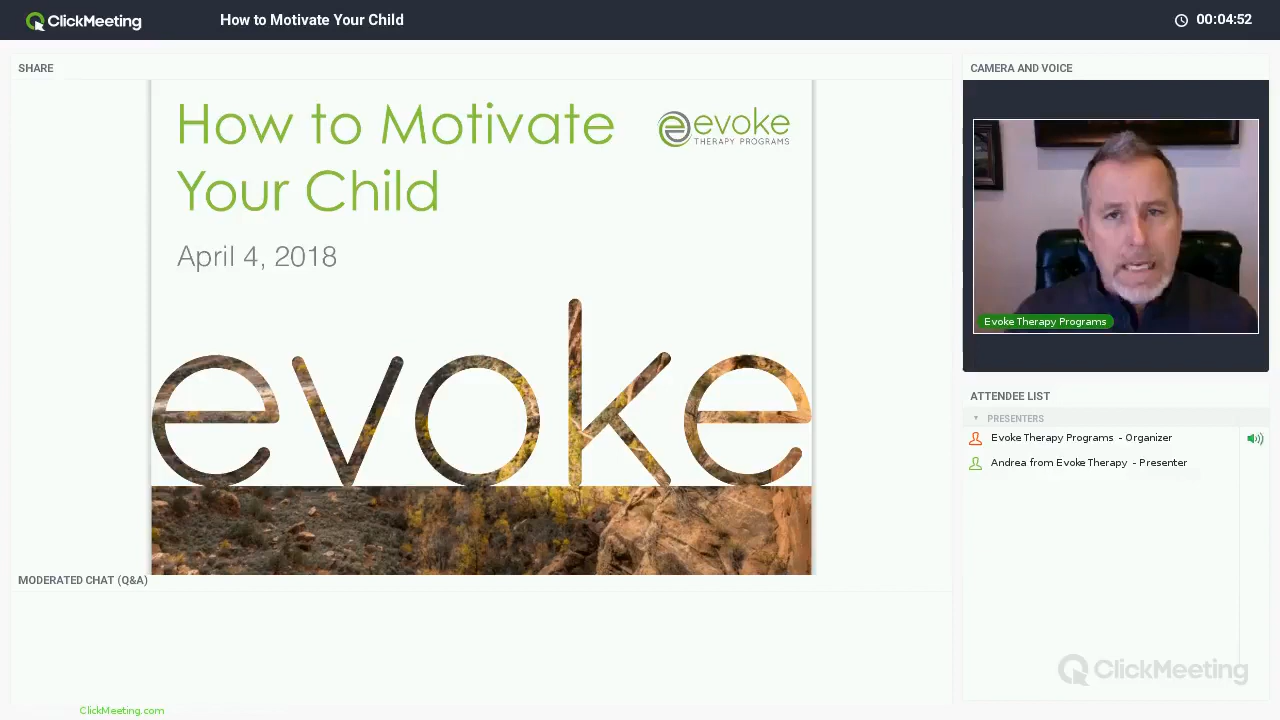 ClickMeeting
How to Motivate Your Child
00:04:52
SHARE
How to Motivate
Your Child
evoke
THERAPY PROGRAMS
April 4, 2018
evoke
MODERATED CHAT (Q&A)
ClickMeeting.com
CAMERA AND VOICE
Evoke Therapy Programs
ATTENDEE LIST
PRESENTERS
Evoke Therapy Programs - Organizer
Andrea from Evoke Therapy - Presenter
ClickMeeting